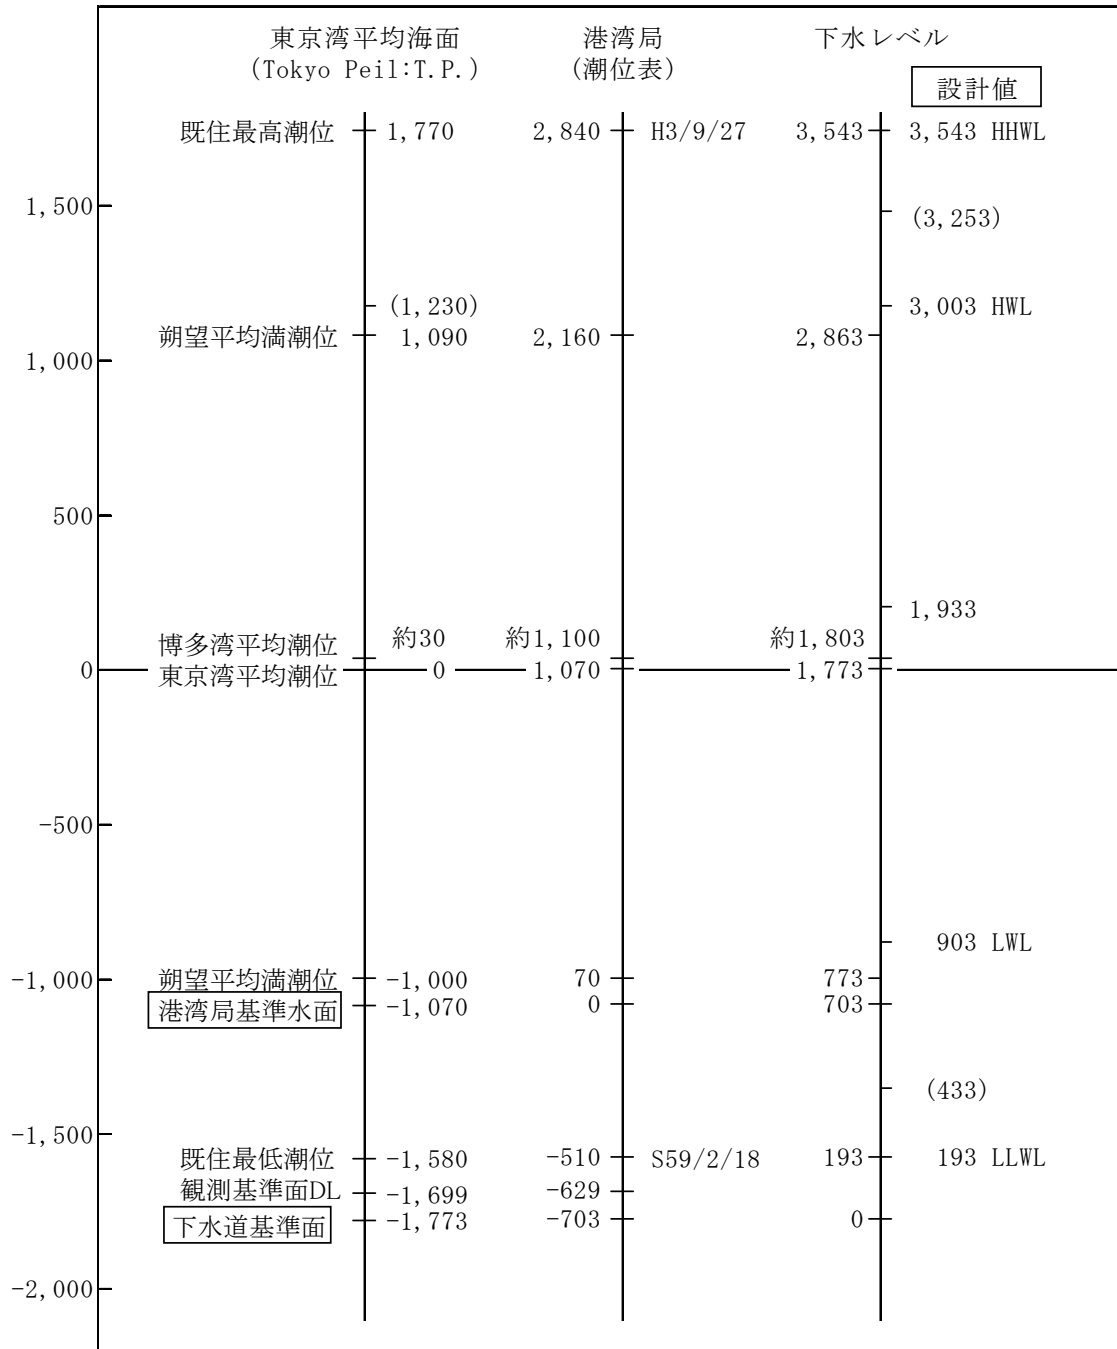 東京湾平均海面 港湾局 下水レベル
(Tokyo Peil:T.P.) (潮位表)
設計値
既住最高潮位 1,770 2,840 H3/9/27 3,543 3,543 HHWL
1,500 (3,253)
(1,230) 3,003 HWL
朔望平均満潮位 1,090 2,160 2,863
1,000
500
1,933
博多湾平均潮位 約30 約1,100 約1,803
0 東京湾平均潮位 0 1,070 1,773
-500
903 LWL
-1,000 朔望平均満潮位 -1,000 70 773
港湾局基準水面 -1,070 0 703
(433)
-1,500
既住最低潮位 -1,580 -510 S59/2/18 193 193 LLWL
観測基準面DL -1,699 -629
下水道基準面 -1,773 -703 0
-2,000